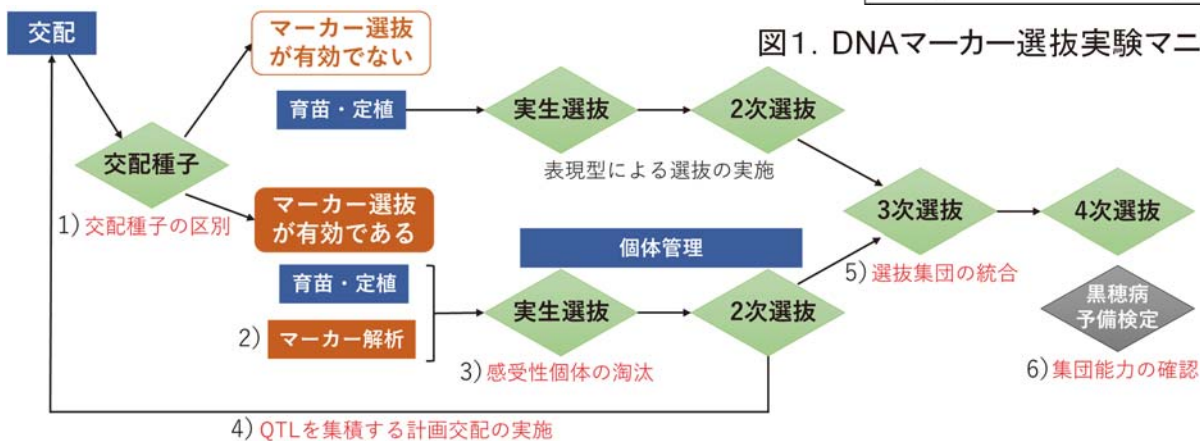 図1. DNAマーカー選抜実験マニ
交配
マーカー選抜
が有効でない
育苗・定植
実生選抜
2次選抜
表現型による選抜の実施
交配種子
1) 交配種子の区別
マーカー選抜
が有効である
3次選抜
4次選抜
個体管理
5) 選抜集団の統合
育苗・定植
2)
マーカー解析
実生選抜
2次選抜
黒穂病
予備検定
3) 感受性個体の淘汰
6) 集団能力の確認
4) QTLを集積する計画交配の実施